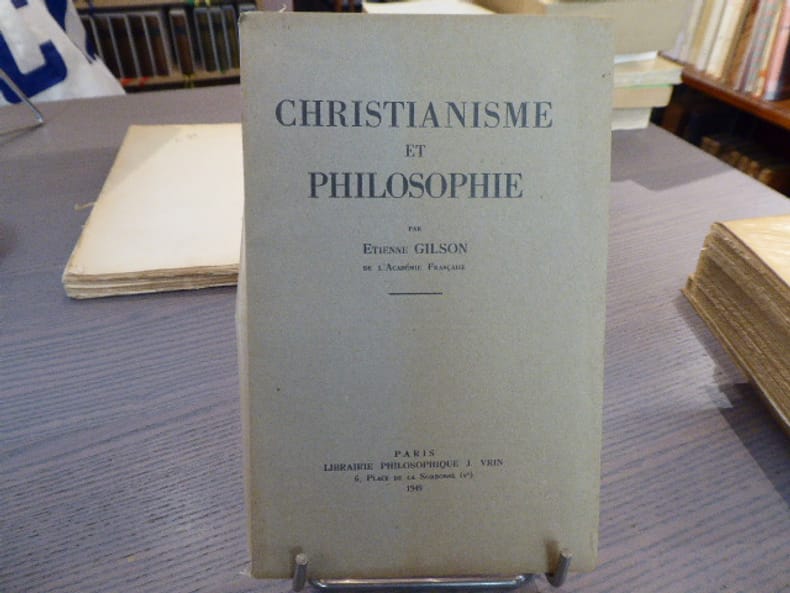 CHRISTIANISME
ET
PHILOSOPHIE
PAR
ETIENNE GILSON
DE L'ACADÉMIE FRANÇAISE
PARIS
LIBRAIRIE PHILOSOPHIQUE J. VRIN
6, PLACE DE LA SORBONNE (Vᵉ)
1949